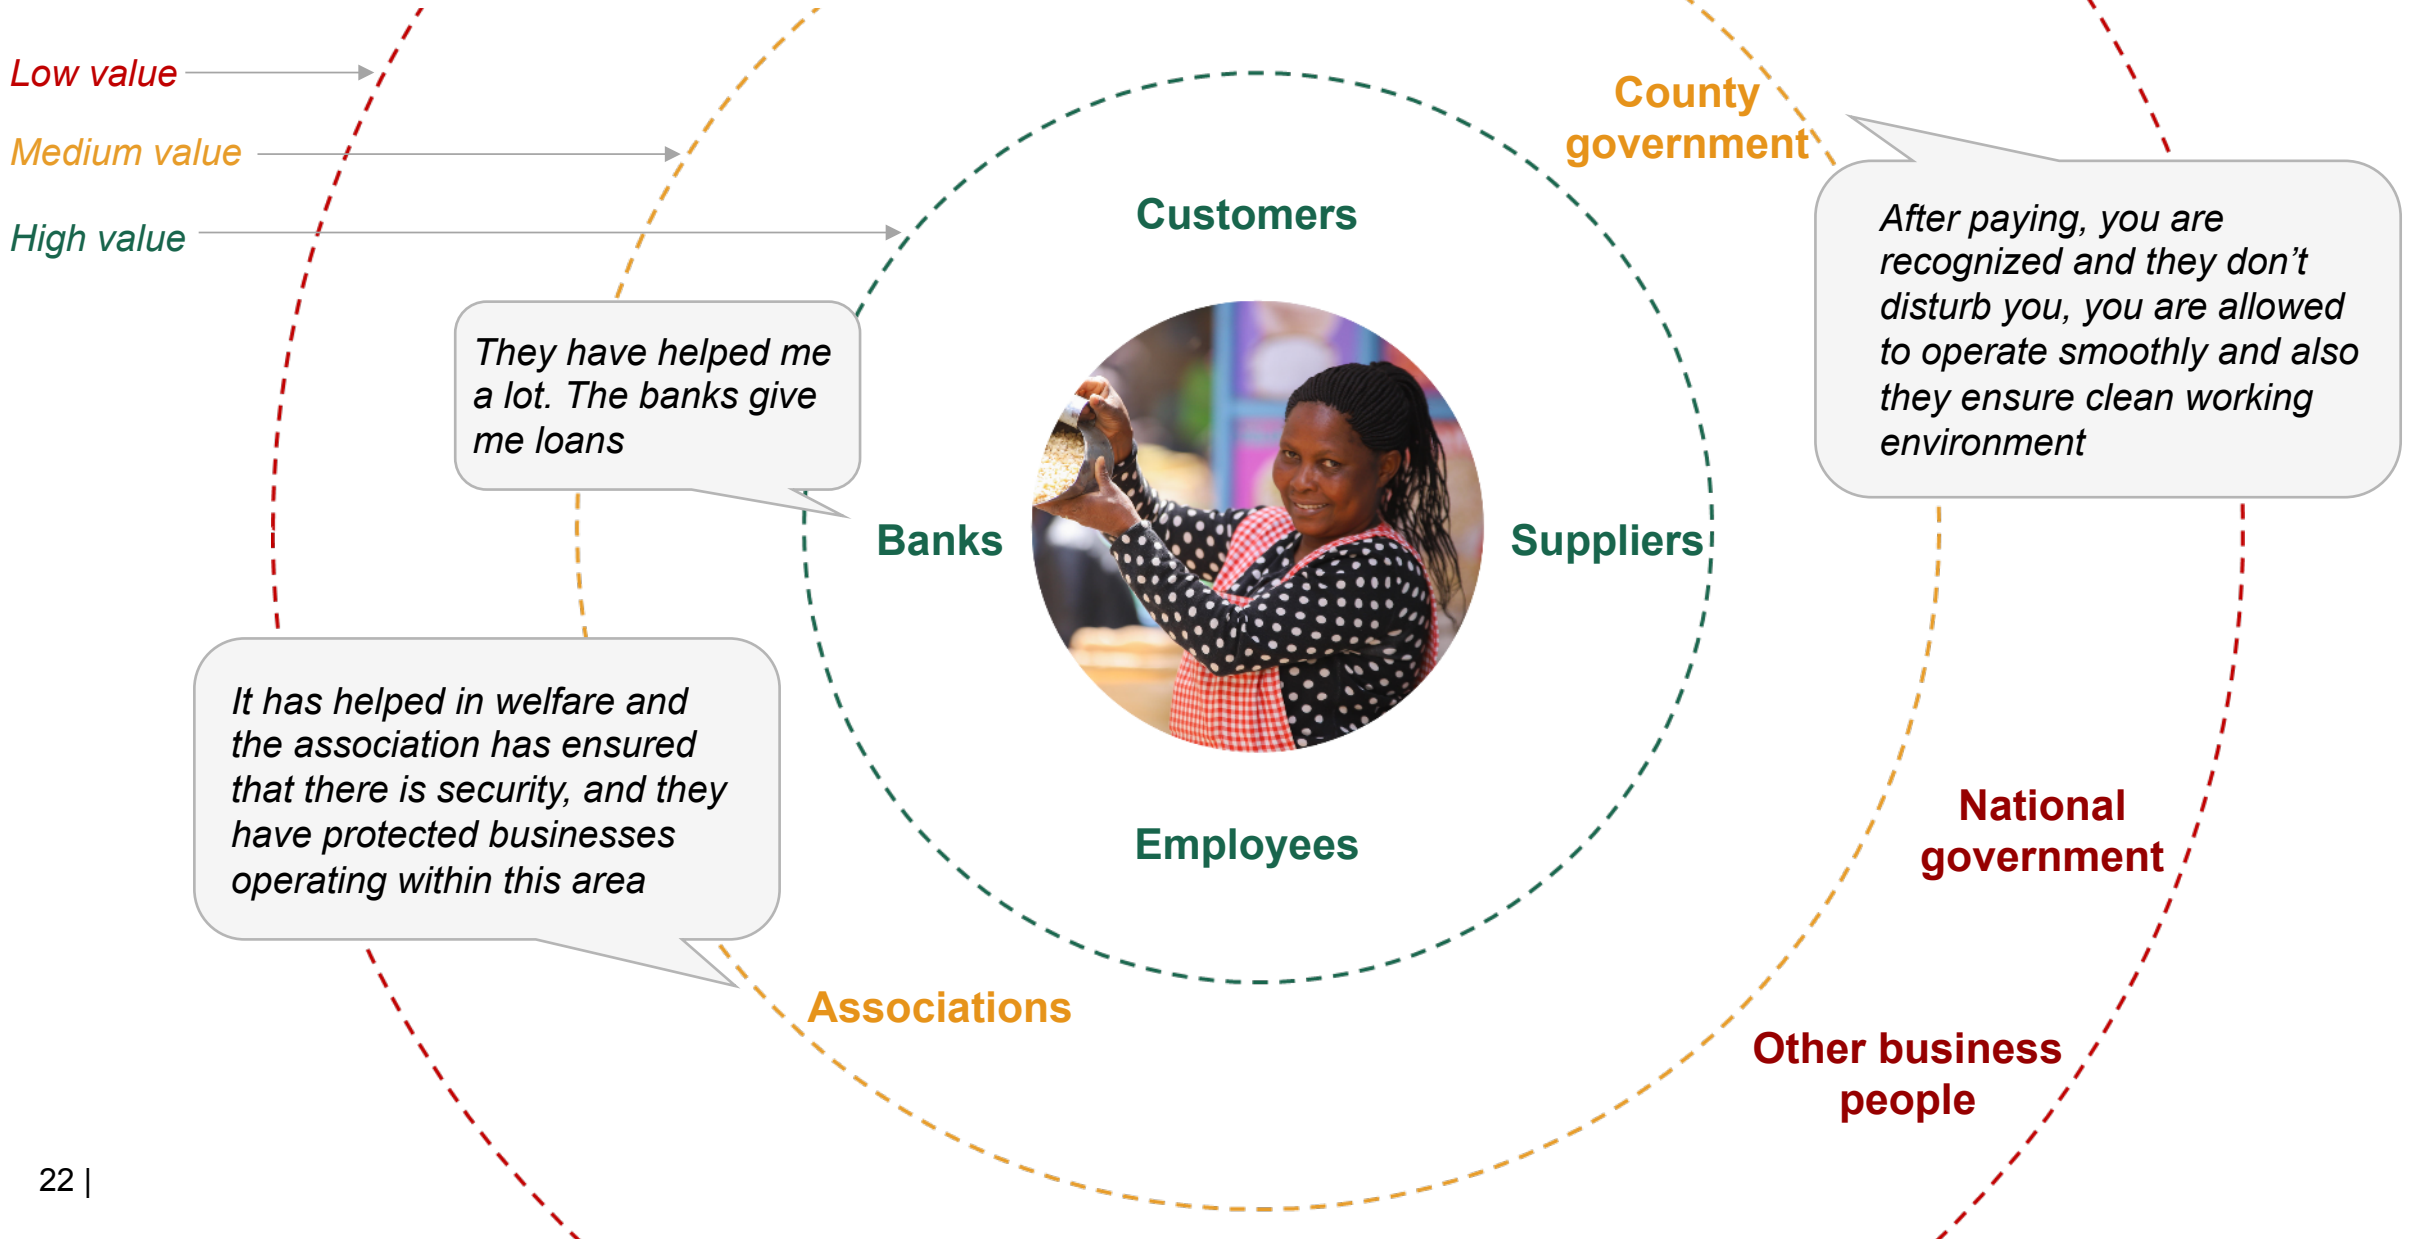 Low value
Medium value
High value
County
government
Customers
After paying, you are
recognized and they don’t
disturb you, you are allowed
to operate smoothly and also
they ensure clean working
environment
They have helped me
a lot. The banks give
me loans
Banks
Suppliers
It has helped in welfare and
the association has ensured
that there is security, and they
have protected businesses
operating within this area
Employees
National
government
Associations
Other business
people
22 |